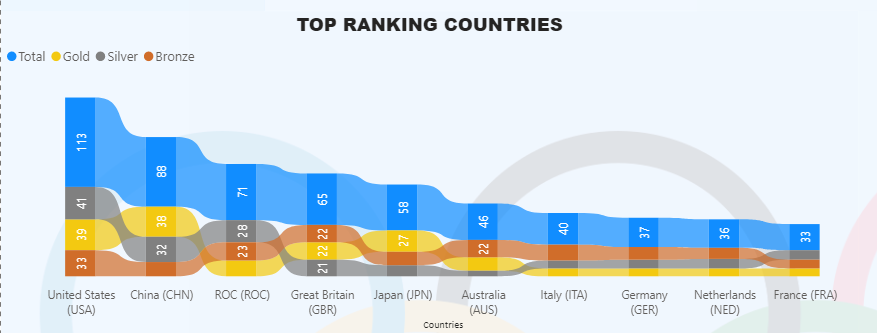 TOP RANKING COUNTRIES
Total Gold Silver Bronze
113 41 39 33
88 38 32
71 28 23
65 22 22 21
58 27
46 22
40
37
36
33
United States (USA)
China (CHN)
ROC (ROC)
Great Britain (GBR)
Japan (JPN)
Australia (AUS)
Italy (ITA)
Germany (GER)
Netherlands (NED)
France (FRA)
Countries